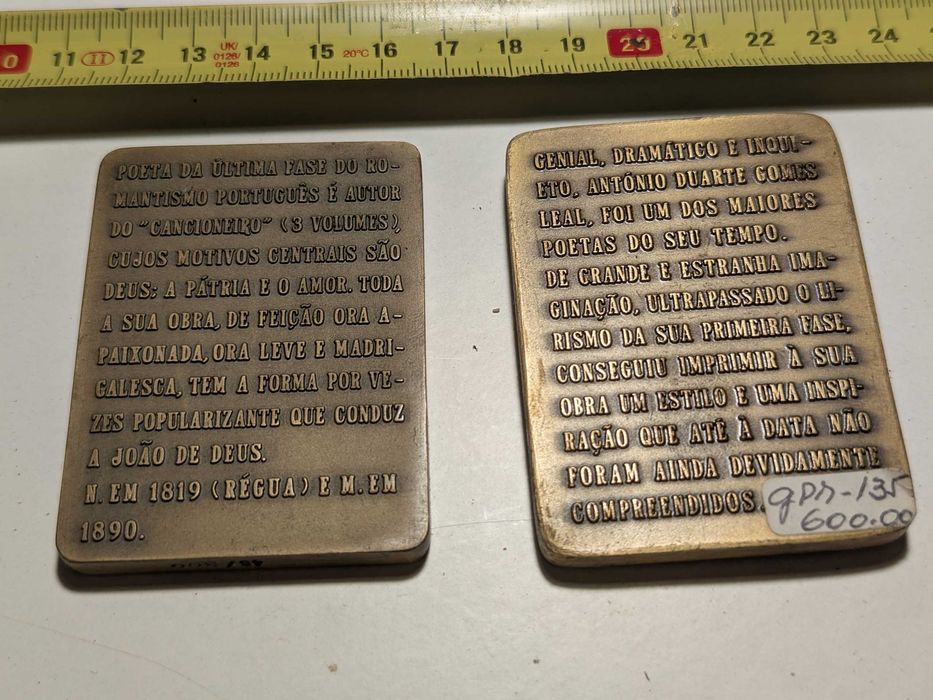 0 11 II 12 13 UK/ 0126/ 0126 14 15 20°C 16 17 18 19 20 21 22 23 24
POETA DA ÚLTIMA FASE DO RO-
MANTISMO PORTUGUÊS É AUTOR
DO "CANCIONEIRO" (3 VOLUMES),
CUJOS MOTIVOS CENTRAIS SÃO
DEUS; A PÁTRIA E O AMOR. TODA
A SUA OBRA, DE FEIÇÃO ORA A-
PAIXONADA, ORA LEVE E MADRI-
GALESCA, TEM A FORMA POR VE-
ZES POPULARIZANTE QUE CONDUZ
A JOÃO DE DEUS.
N. EM 1819 (RÉGUA) E M. EM
1890.
GENIAL, DRAMÁTICO E INQUI-
ETO, ANTÓNIO DUARTE GOMES
LEAL, FOI UM DOS MAIORES
POETAS DO SEU TEMPO.
DE GRANDE E ESTRANHA IMA-
GINAÇÃO, ULTRAPASSADO O LI-
RISMO DA SUA PRIMEIRA FASE,
CONSEGUIU IMPRIMIR À SUA
OBRA UM ESTILO E UMA INSPI-
RAÇÃO QUE ATÉ À DATA NÃO
FORAM AINDA DEVIDAMENTE
COMPREENDIDOS.
600.00